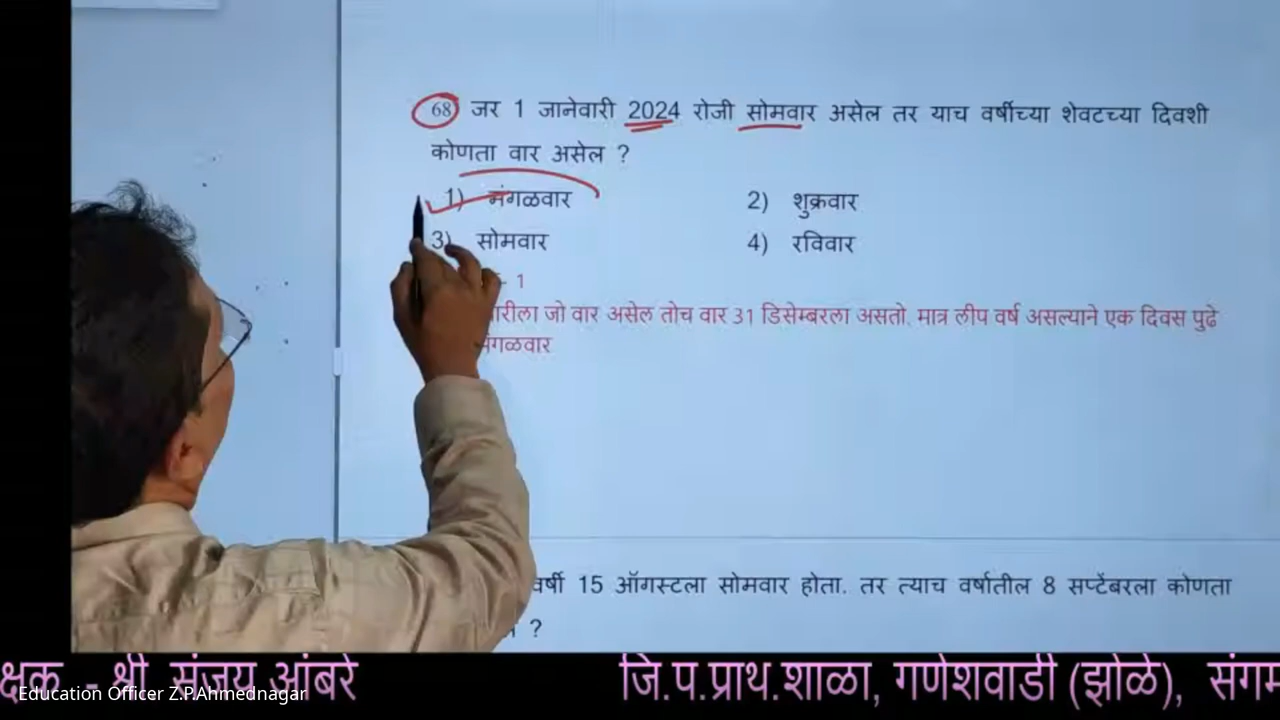 68 जर 1 जानेवारी 2024 रोजी सोमवार असेल तर याच वर्षीच्या शेवटच्या दिवशी
कोणता वार असेल ?
1) मंगळवार 2) शुक्रवार
3) सोमवार 4) रविवार
- 1
जो वार असेल तोच वार 31 डिसेम्बरला असतो. मात्र लीप वर्ष असल्याने एक दिवस पुढे
मंगळवार
वर्षी 15 ऑगस्टला सोमवार होता. तर त्याच वर्षातील 8 सप्टेंबरला कोणता
?
श्री संजय आंबरे जि.प.प्राथ.शाळा, गणेशवाडी (झोळे),
Education Officer Z.P.Ahmednagar